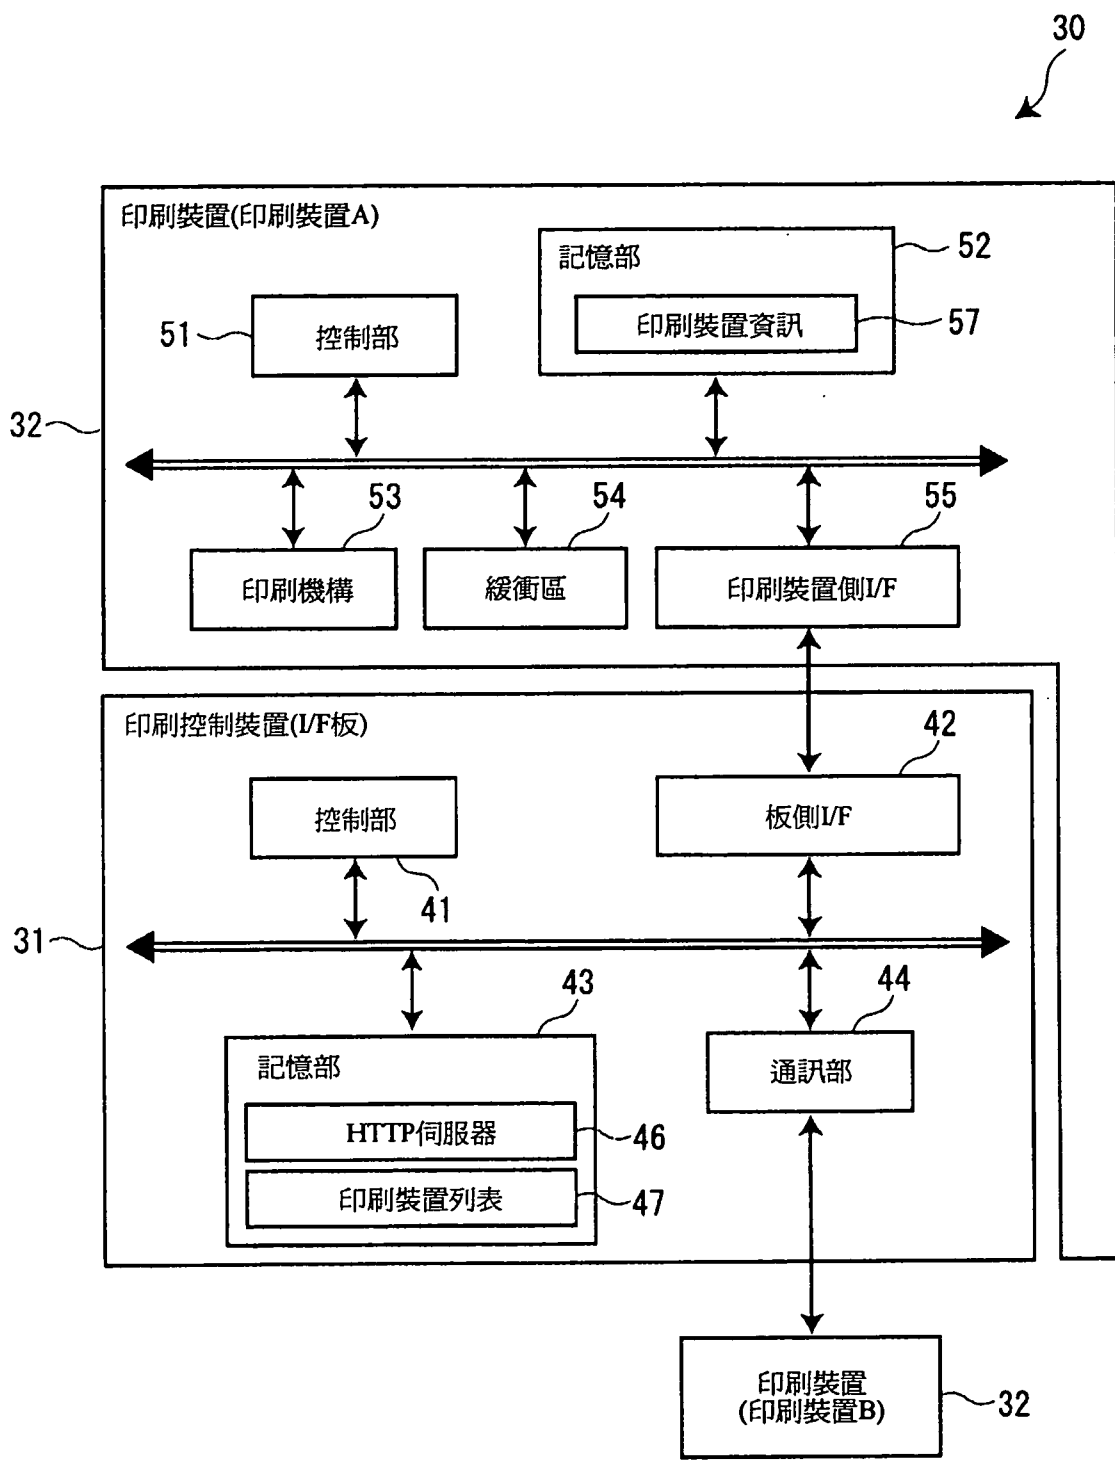 30
印刷裝置(印刷裝置A)
記憶部
52
印刷裝置資訊
57
51
控制部
32
53
54
55
印刷機構
緩衝區
印刷裝置側I/F
印刷控制裝置(I/F板)
42
控制部
板側I/F
41
31
43
44
記憶部
通訊部
HTTP伺服器
46
印刷裝置列表
47
印刷裝置
(印刷裝置B)
32